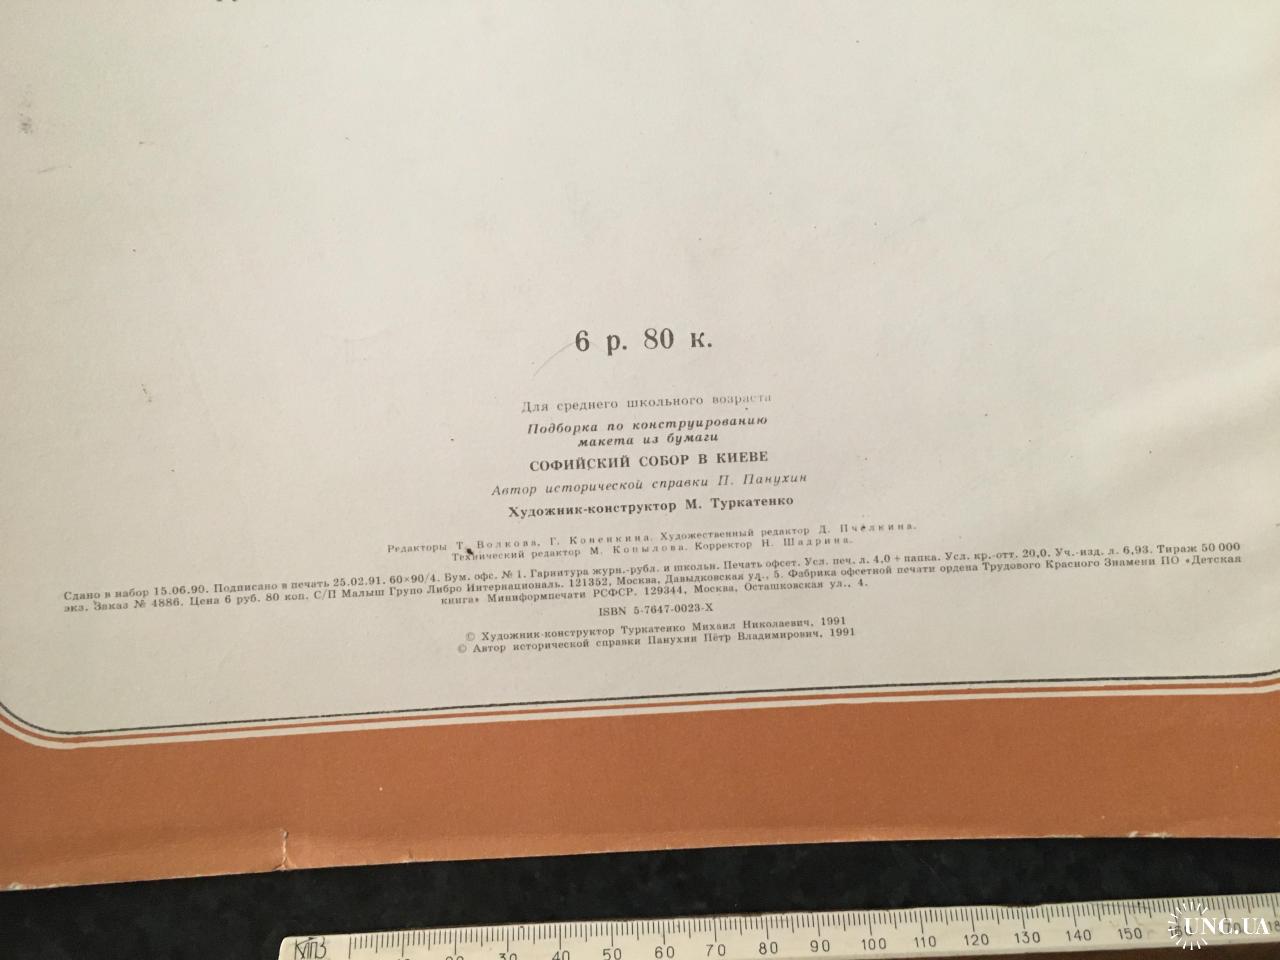 6 р. 80 к.
Для среднего школьного возраста
Подборка по конструированию
макета из бумаги
СОФИЙСКИЙ СОБОР В КИЕВЕ
Автор исторической справки П. Панухин
Художник-конструктор М. Туркатенко
Редакторы Т. Волкова, Г. Коненкина. Художественный редактор Д. Пчёлкина.
Технический редактор М. Копылова. Корректор Н. Шадрина.
Сдано в набор 15.06.90. Подписано в печать 25.02.91. 60×90/4. Бум. офс. № 1. Гарнитура журн.-рубл. и школьн. Печать офсет. Усл. печ. л. 4,0 + папка. Усл. кр.-отт. 20,0. Уч.-изд. л. 6,93. Тираж 50 000
экз. Заказ № 4886. Цена 6 руб. 80 коп. С/П Малыш Групо Либро Интернациональ. 121352, Москва, Давыдковская ул., 5. Фабрика офсетной печати ордена Трудового Красного Знамени ПО «Детская
книга» Мининформпечати РСФСР. 129344, Москва, Осташковская ул., 4.
ISBN 5-7647-0023-X
© Художник-конструктор Туркатенко Михаил Николаевич, 1991
© Автор исторической справки Панухин Пётр Владимирович, 1991
20 30 40 50 60 70 80 90 100 110 120 130 140 150
UNC.UA